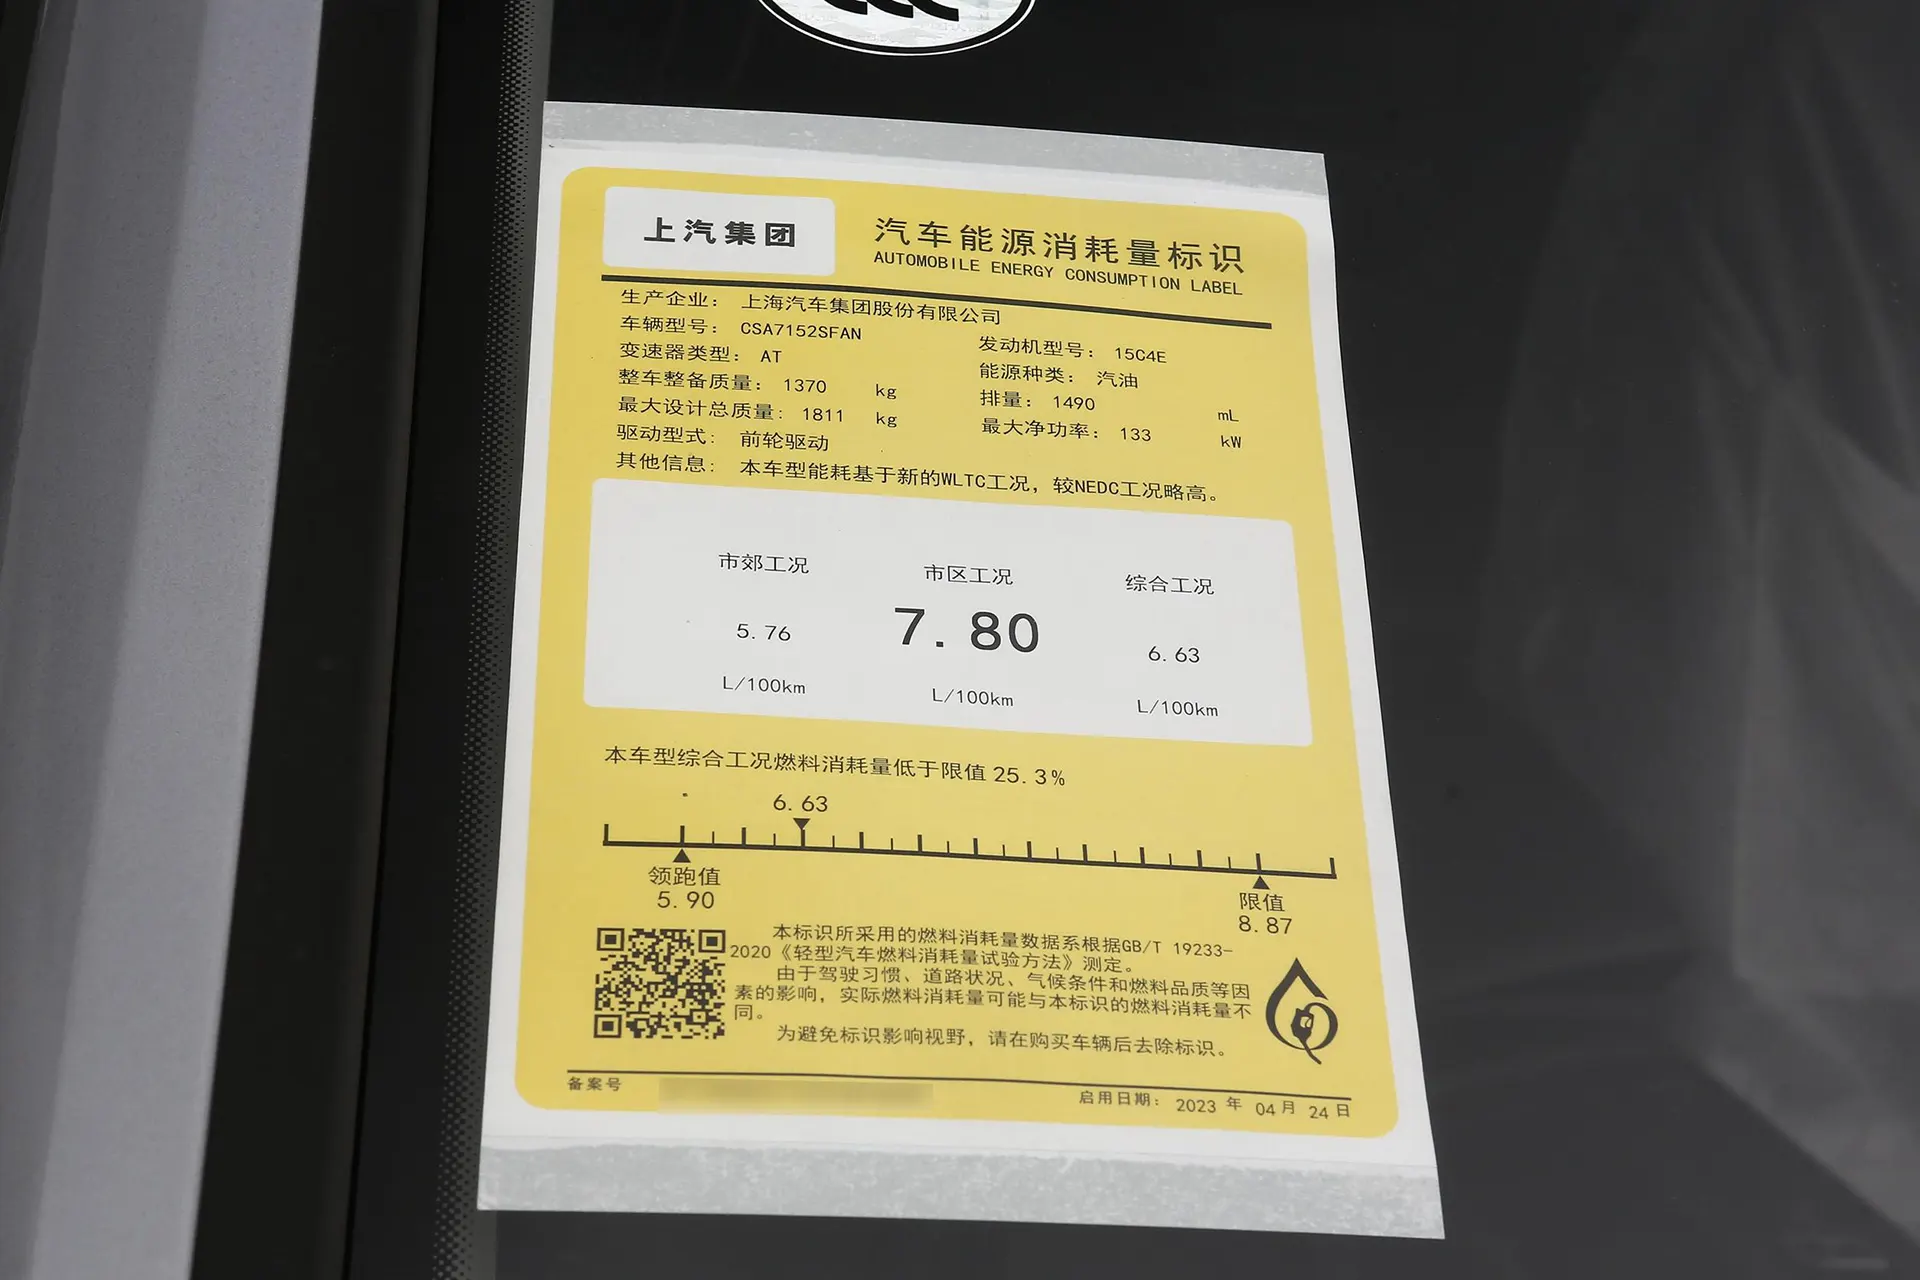 上汽集团
汽车能源消耗量标识
AUTOMOBILE ENERGY CONSUMPTION LABEL
生产企业： 上海汽车集团股份有限公司
车辆型号： CSA7152SFAN 发动机型号： 15C4E
变速器类型： AT 能源种类： 汽油
整车整备质量： 1370 kg 排量： 1490 mL
最大设计总质量： 1811 kg 最大净功率： 133 kW
驱动型式： 前轮驱动
其他信息： 本车型能耗基于新的WLTC工况，较NEDC工况略高。
市郊工况 市区工况 综合工况
5.76 7.80 6.63
L/100km L/100km L/100km
本车型综合工况燃料消耗量低于限值 25.3%
6.63
领跑值 限值
5.90 8.87
本标识所采用的燃料消耗量数据系根据GB/T 19233-
2020《轻型汽车燃料消耗量试验方法》测定。
由于驾驶习惯、道路状况、气候条件和燃料品质等因
素的影响，实际燃料消耗量可能与本标识的燃料消耗量不
同。
为避免标识影响视野，请在购买车辆后去除标识。
备案号 启用日期： 2023 年 04 月 24 日